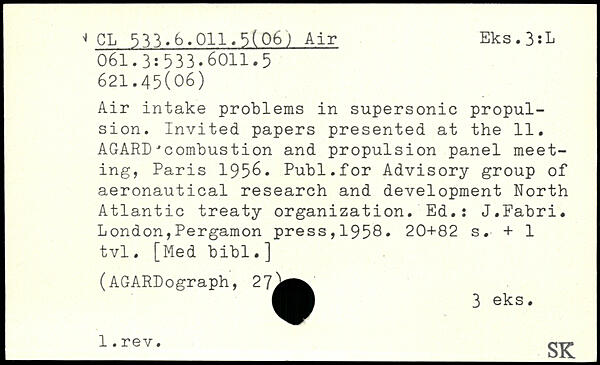 CL 533.6.011.5(06) Air Eks.3:L
061.3:533.6011.5
621.45(06)
Air intake problems in supersonic propul-
sion. Invited papers presented at the 11.
AGARD combustion and propulsion panel meet-
ing, Paris 1956. Publ.for Advisory group of
aeronautical research and development North
Atlantic treaty organization. Ed.: J.Fabri.
London,Pergamon press,1958. 20+82 s. + 1
tvl. [Med bibl.]
(AGARDograph, 27)
3 eks.
1.rev.
SK